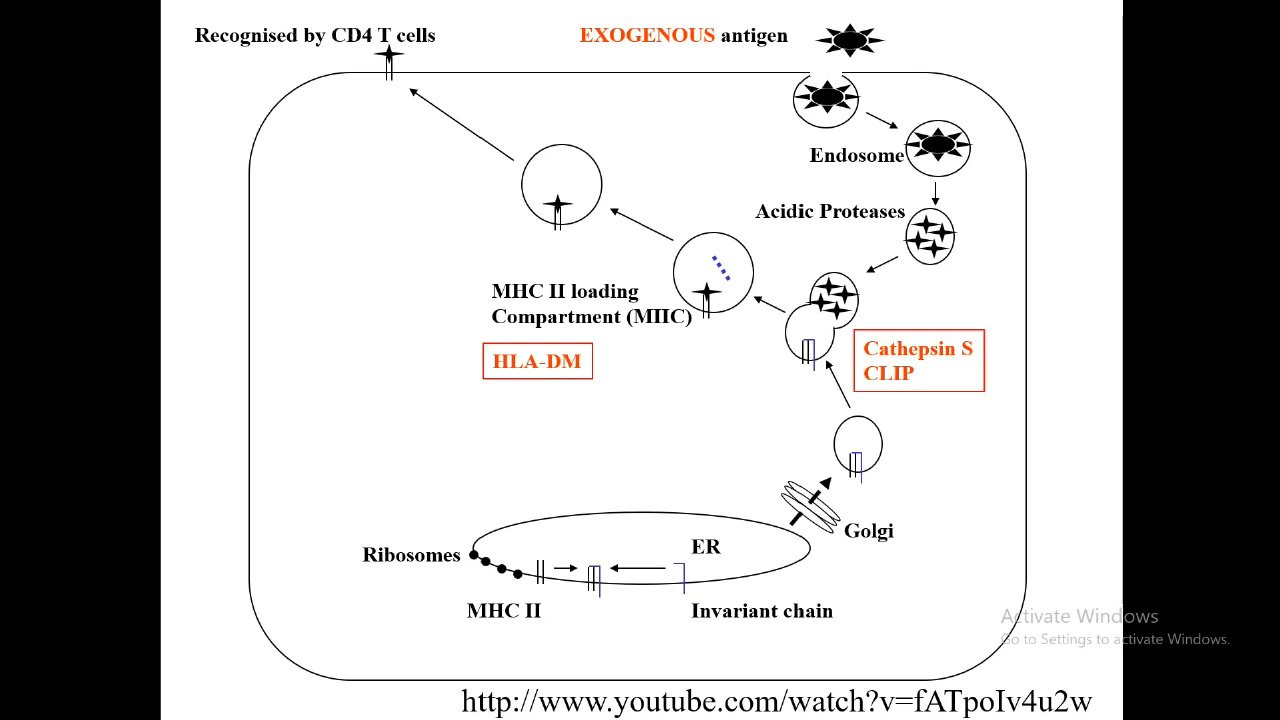 Recognised by CD4 T cells
EXOGENOUS antigen
Endosome
Acidic Proteases
MHC II loading
Compartment (MIIC)
HLA-DM
Cathepsin S
CLIP
Golgi
Ribosomes
ER
MHC II
Invariant chain
Activate Windows
Go to Settings to activate Windows.
http://www.youtube.com/watch?v=fATpoIv4u2w